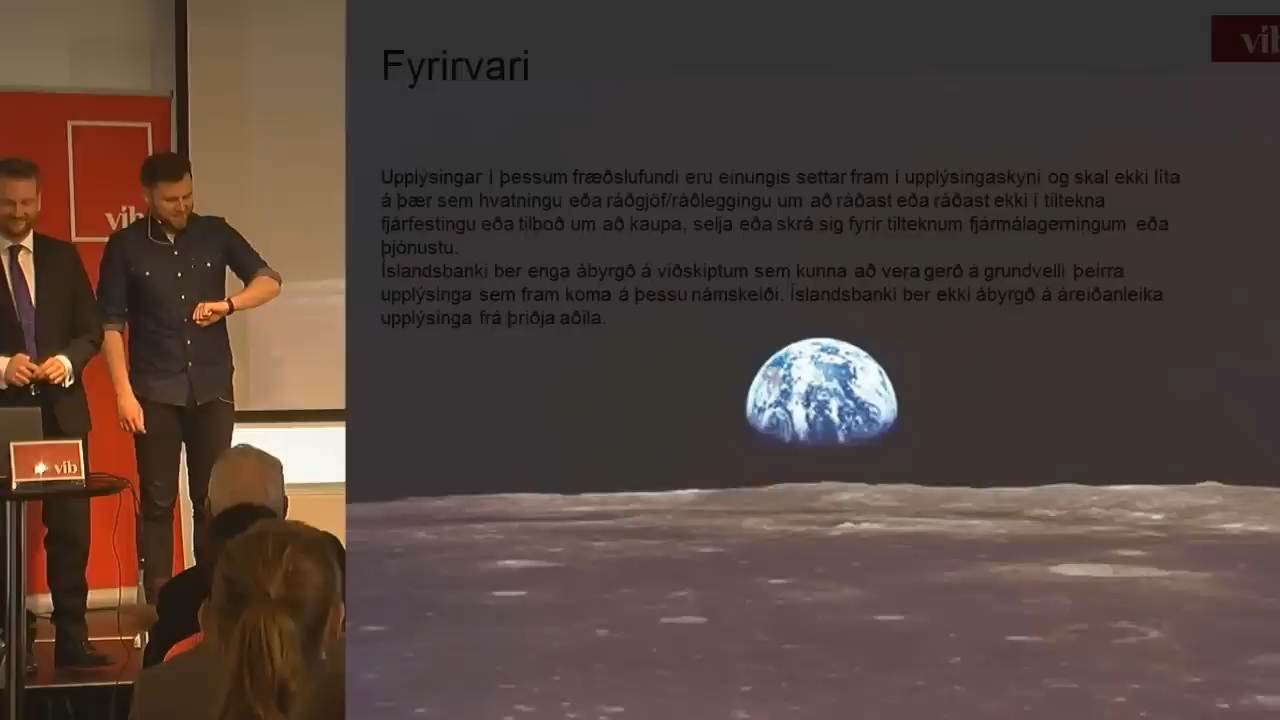 Fyrirvari
vib
Upplýsingar í þessum fræðslufundi eru einungis settar fram í upplýsingaskyni og skal ekki líta
á þær sem hvatningu eða ráðgjöf/ráðleggingu um að ráðast eða ráðast ekki í tiltekna
fjárfestingu eða tilboð um að kaupa, selja eða skrá sig fyrir tilteknum fjármálagerningum eða
þjónustu.
Íslandsbanki ber enga ábyrgð á viðskiptum sem kunna að vera gerð á grundvelli þeirra
upplýsinga sem fram koma á þessu námskeiði. Íslandsbanki ber ekki ábyrgð á áreiðanleika
upplýsinga frá þriðja aðila.
vib
vib